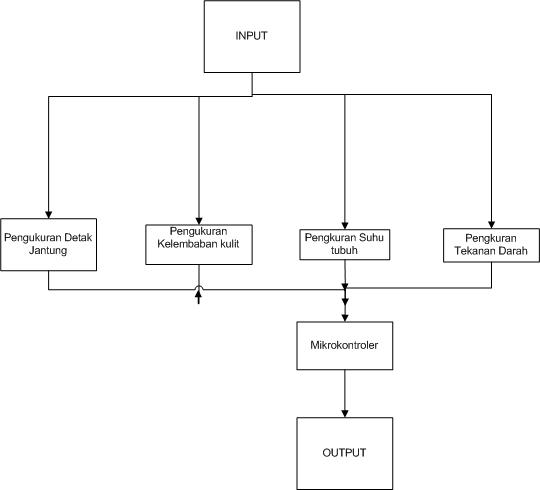 INPUT
Pengukuran Detak
Jantung
Pengukuran
Kelembaban kulit
Pengkuran Suhu
tubuh
Pengkuran
Tekanan Darah
Mikrokontroler
OUTPUT